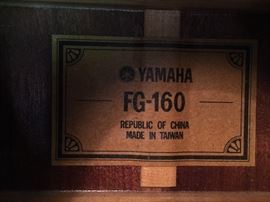 YAMAHA
FG-160
REPUBLIC OF CHINA
MADE IN TAIWAN